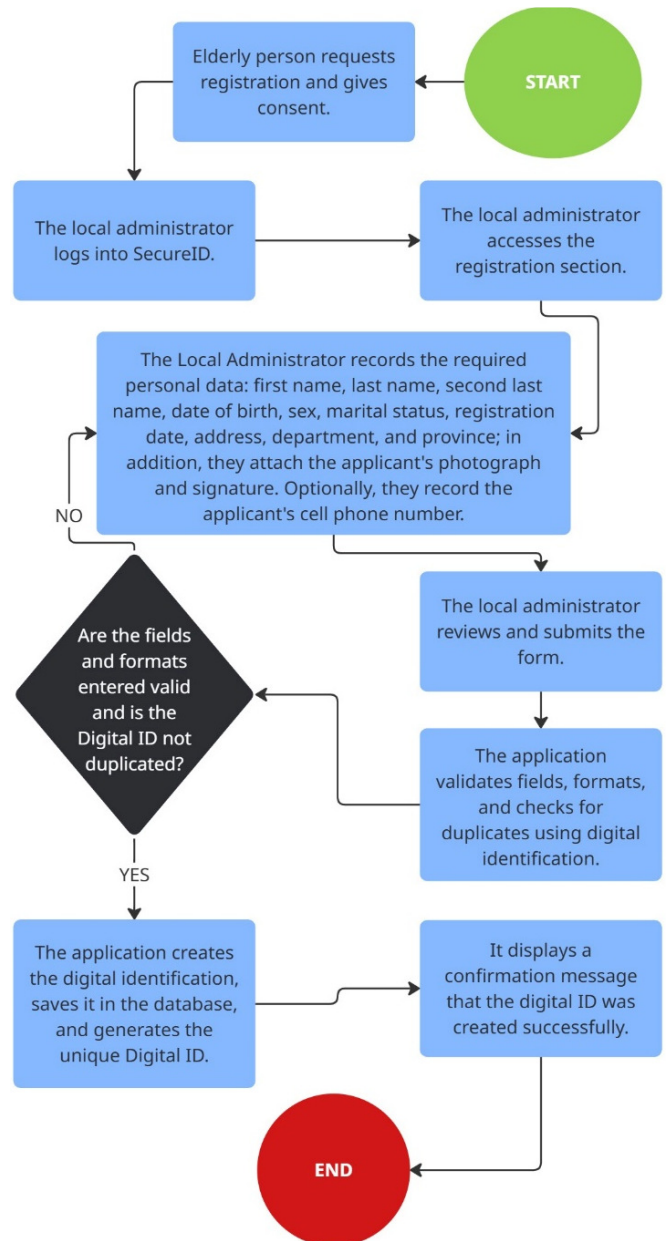 START
Elderly person requests
registration and gives
consent.
The local administrator
logs into SecureID.
The local administrator
accesses the
registration section.
The Local Administrator records the required
personal data: first name, last name, second last
name, date of birth, sex, marital status, registration
date, address, department, and province; in
addition, they attach the applicant's photograph
and signature. Optionally, they record the
applicant's cell phone number.
The local administrator
reviews and submits the
form.
The application
validates fields, formats,
and checks for
duplicates using digital
identification.
Are the fields
and formats
entered valid
and is the
Digital ID not
duplicated?
NO
YES
The application creates
the digital identification,
saves it in the database,
and generates the
unique Digital ID.
It displays a
confirmation message
that the digital ID was
created successfully.
END